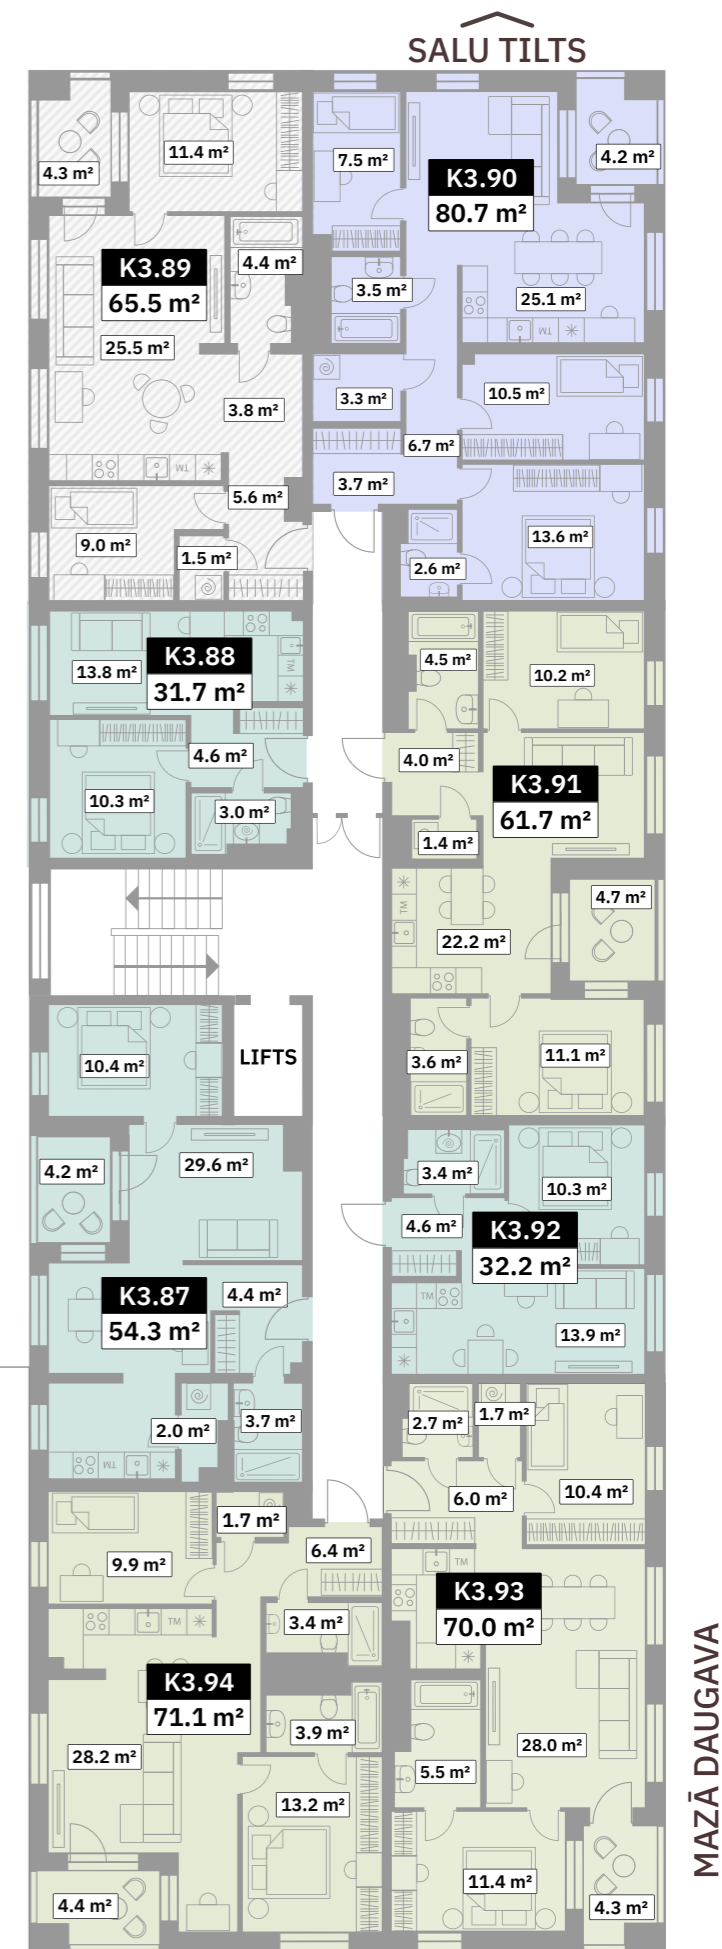 SALU TILTS
4.3 m²
11.4 m²
K3.89
65.5 m²
4.4 m²
25.5 m²
3.8 m²
TM
5.6 m²
9.0 m²
1.5 m²
7.5 m²
K3.90
80.7 m²
4.2 m²
3.5 m²
25.1 m²
TM
3.3 m²
10.5 m²
6.7 m²
3.7 m²
13.6 m²
2.6 m²
13.8 m²
K3.88
31.7 m²
TM
4.6 m²
10.3 m²
3.0 m²
4.5 m²
10.2 m²
4.0 m²
K3.91
61.7 m²
1.4 m²
TM
4.7 m²
22.2 m²
3.6 m²
11.1 m²
LIFTS
10.4 m²
4.2 m²
29.6 m²
K3.87
54.3 m²
4.4 m²
2.0 m²
3.7 m²
TM
3.4 m²
10.3 m²
4.6 m²
K3.92
32.2 m²
TM
13.9 m²
2.7 m²
1.7 m²
6.0 m²
10.4 m²
TM
K3.93
70.0 m²
28.0 m²
5.5 m²
11.4 m²
4.3 m²
1.7 m²
9.9 m²
6.4 m²
TM
3.4 m²
K3.94
71.1 m²
3.9 m²
28.2 m²
13.2 m²
4.4 m²
MAZĀ DAUGAVA